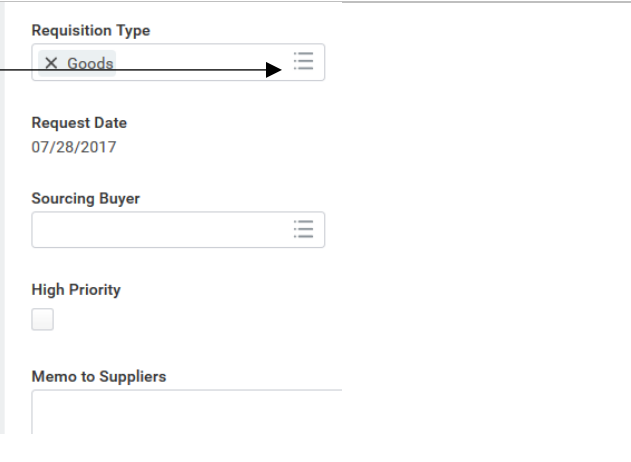 Requisition Type
Goods
Request Date
07/28/2017
Sourcing Buyer
High Priority
Memo to Suppliers